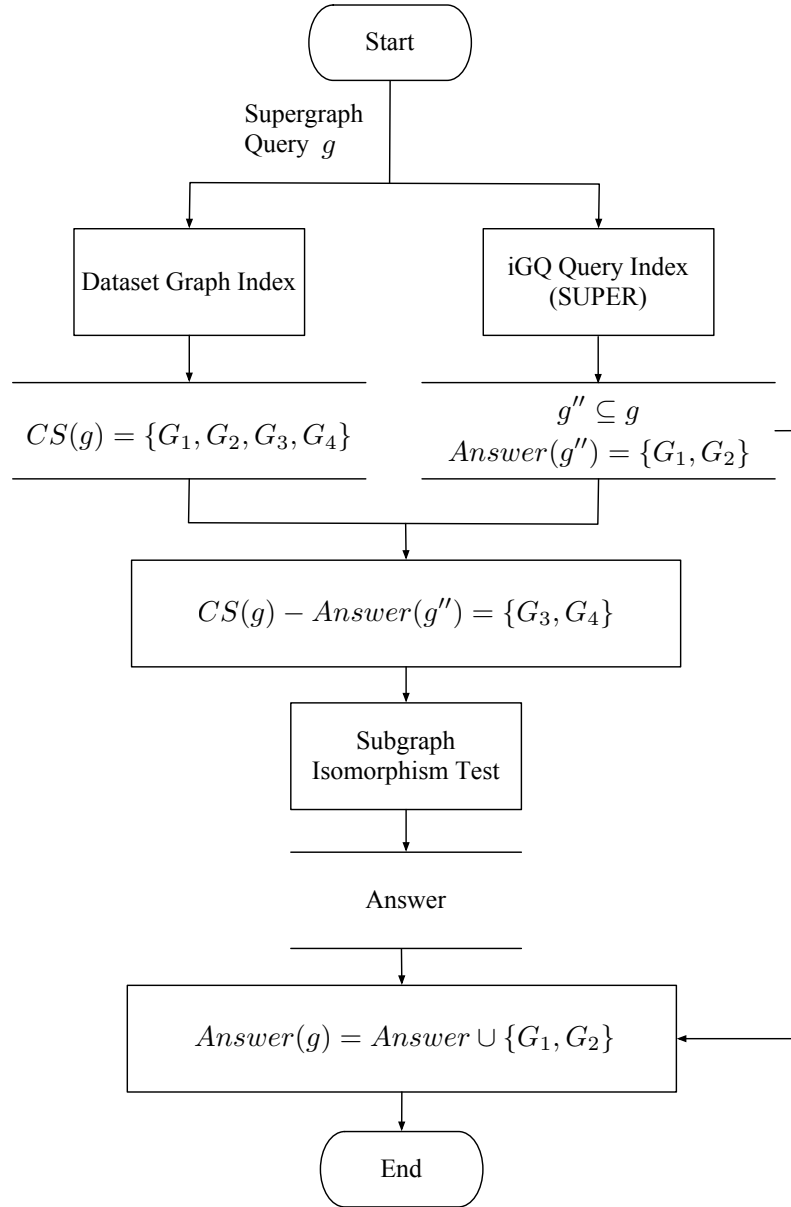 Start
Supergraph
Query g
Dataset Graph Index
iGQ Query Index
(SUPER)
CS(g) = {G₁, G₂, G₃, G₄}
g′′ ⊆ g
Answer(g′′) = {G₁, G₂}
CS(g) − Answer(g′′) = {G₃, G₄}
Subgraph
Isomorphism Test
Answer
Answer(g) = Answer ∪ {G₁, G₂}
End